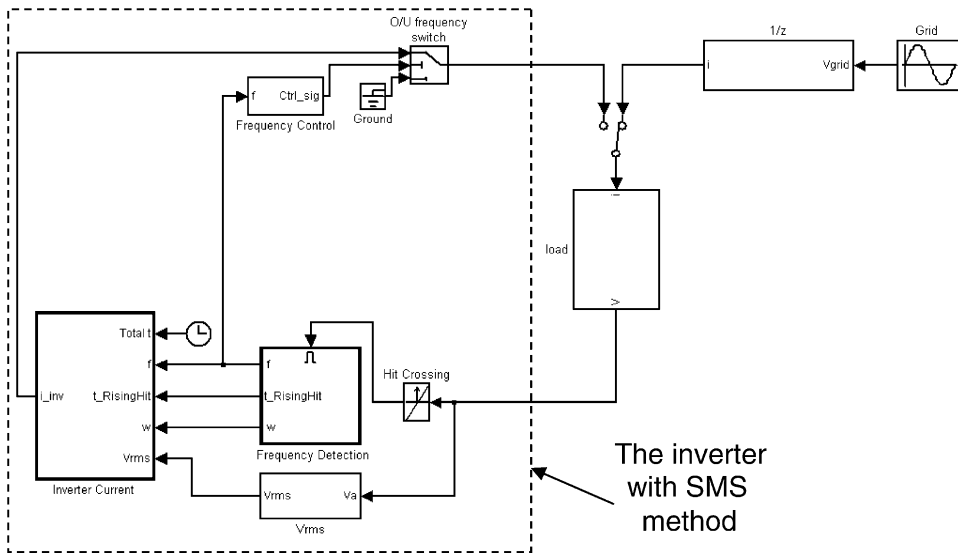 O/U frequency
switch
1/z
Grid
i
Vgrid
f
Ctrl_sig
Frequency Control
Ground
i
load
V
Total t
f
f
Hit Crossing
i_inv
t_RisingHit
t_RisingHit
w
w
Vrms
Frequency Detection
Inverter Current
Vrms
Va
Vrms
The inverter
with SMS
method